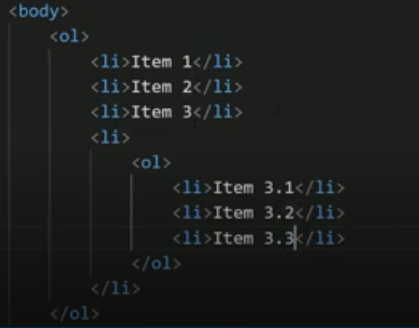 <body>
<ol>
<li>Item 1</li>
<li>Item 2</li>
<li>Item 3</li>
<li>
<ol>
<li>Item 3.1</li>
<li>Item 3.2</li>
<li>Item 3.3</li>
</ol>
</li>
</ol>